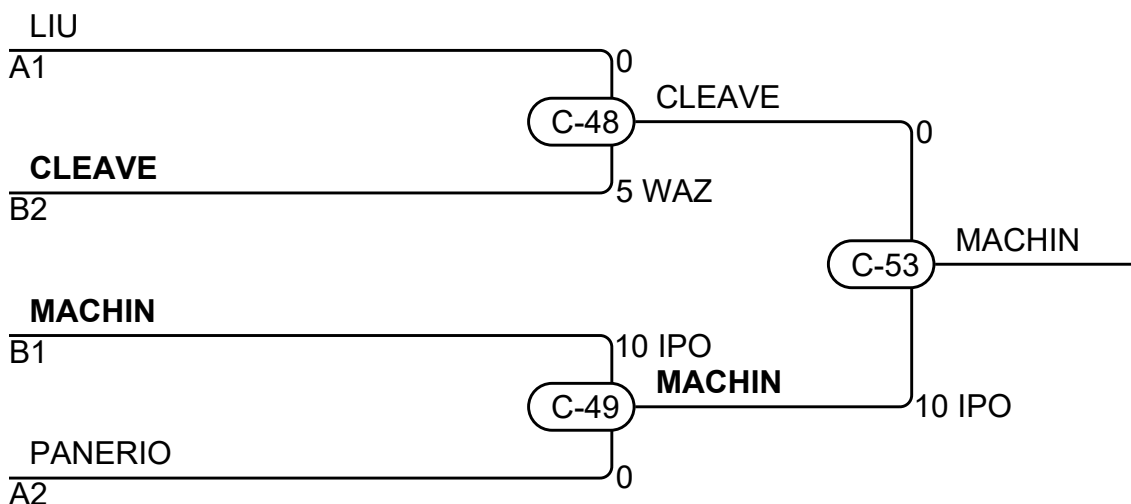 LIU
A1
0
C-48
CLEAVE
0
CLEAVE
B2
5 WAZ
C-53
MACHIN
MACHIN
B1
10 IPO
MACHIN
C-49
10 IPO
PANERIO
A2
0